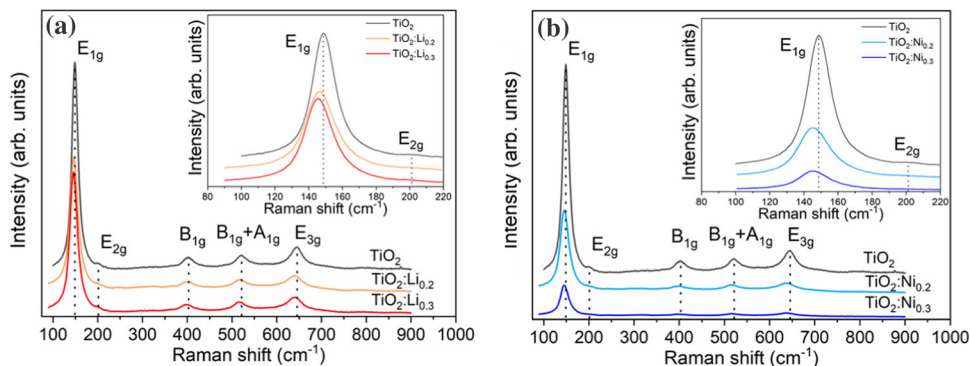 (a)
Intensity (arb. units)
E1g
E2g
B1g
B1g+A1g
E3g
TiO2
TiO2:Li0.2
TiO2:Li0.3
100 200 300 400 500 600 700 800 900 1000
Raman shift (cm-1)
Intensity (arb. units)
E1g
E2g
TiO2
TiO2:Li0.2
TiO2:Li0.3
80 100 120 140 160 180 200 220
Raman shift (cm-1)
(b)
Intensity (arb. units)
E1g
E2g
B1g
B1g+A1g
E3g
TiO2
TiO2:Ni0.2
TiO2:Ni0.3
100 200 300 400 500 600 700 800 900 1000
Raman shift (cm-1)
Intensity (arb. units)
E1g
E2g
TiO2
TiO2:Ni0.2
TiO2:Ni0.3
80 100 120 140 160 180 200 220
Raman shift (cm-1)